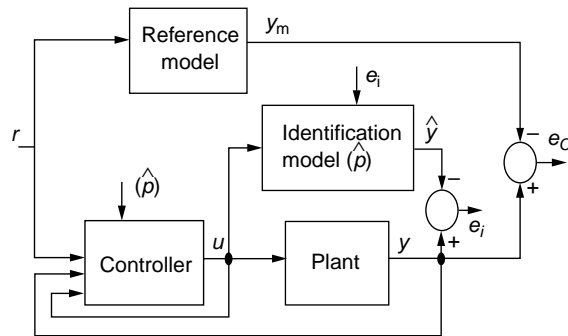 Reference
model
y_m
e_i
r
Identification
model (p̂)
ŷ
−
e_C
+
−
(p̂)
e_i
+
Controller
u
Plant
y